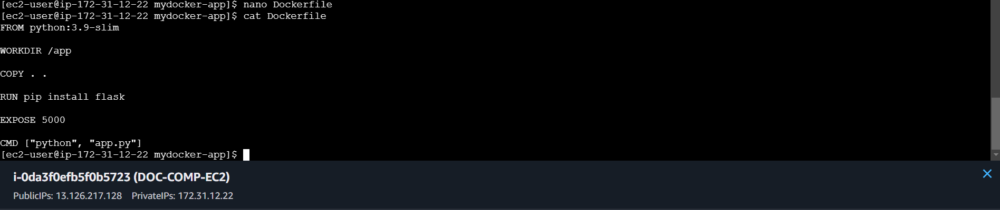 [ec2-user@ip-172-31-12-22 mydocker-app]$ nano Dockerfile
[ec2-user@ip-172-31-12-22 mydocker-app]$ cat Dockerfile
FROM python:3.9-slim
WORKDIR /app
COPY . .
RUN pip install flask
EXPOSE 5000
CMD ["python", "app.py"]
[ec2-user@ip-172-31-12-22 mydocker-app]$
i-0da3f0efb5f0b5723 (DOC-COMP-EC2)
PublicIPs: 13.126.217.128 PrivateIPs: 172.31.12.22